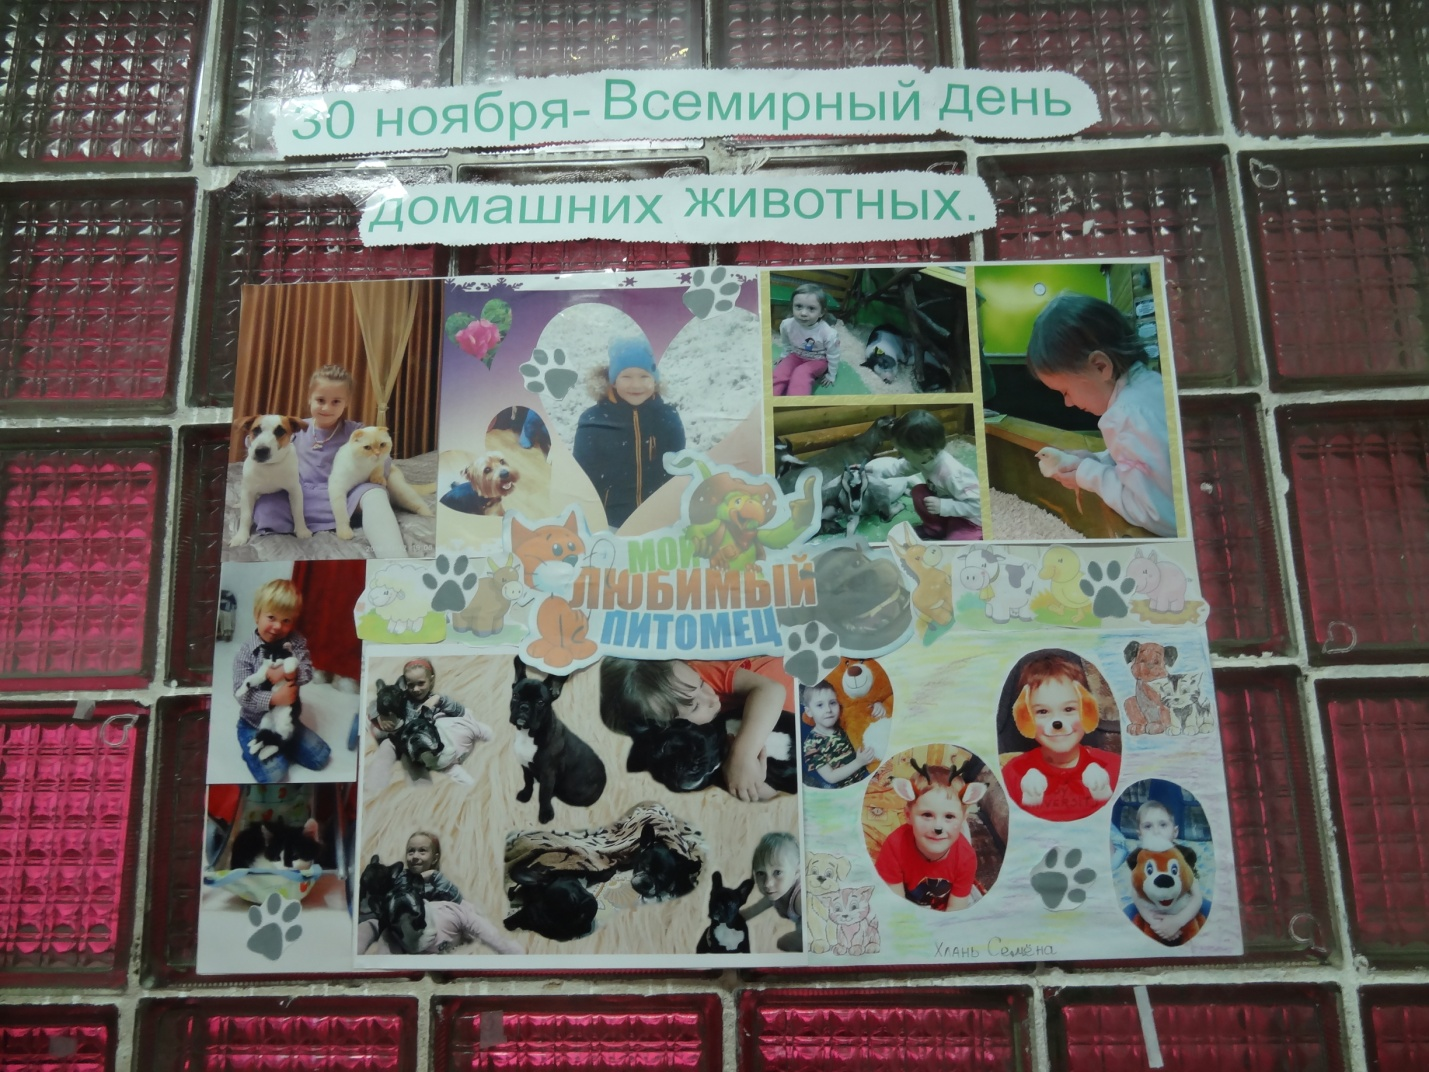 30 ноября- Всемирный день
домашних животных.
МОЙ
ЛЮБИМЫЙ
ПИТОМЕЦ
Хлань Семёна